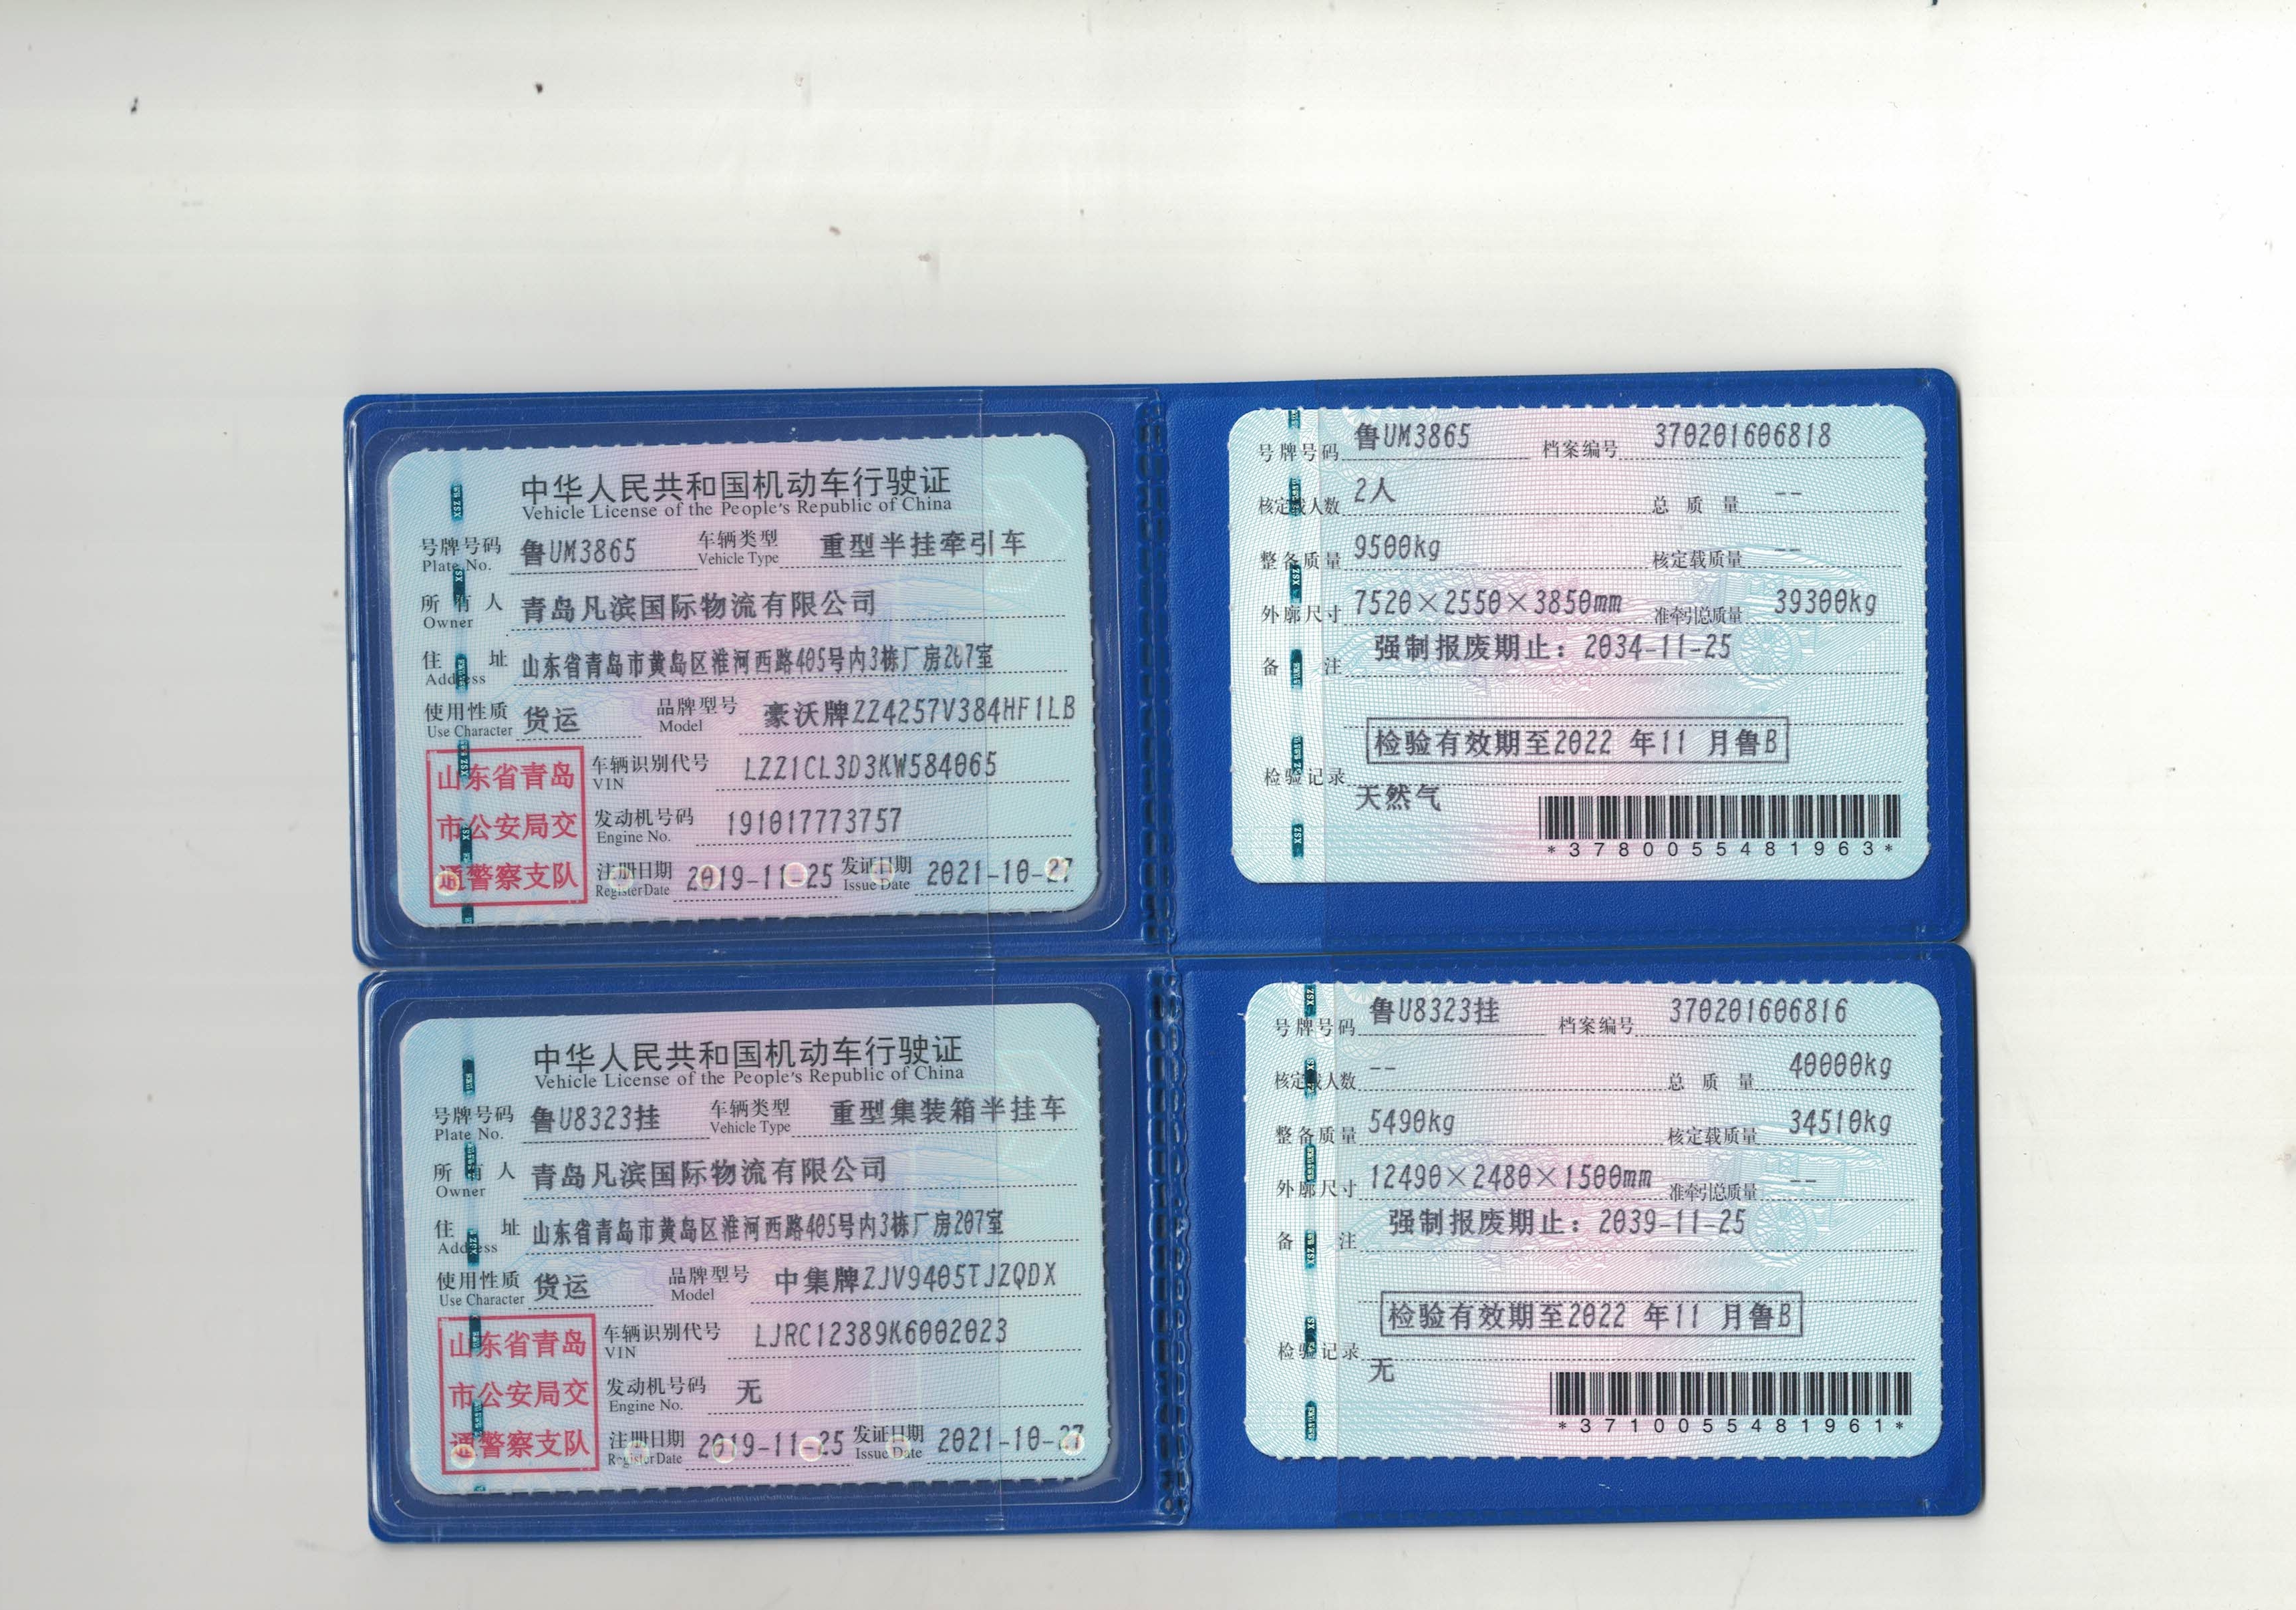 中华人民共和国机动车行驶证
Vehicle License of the People's Republic of China
号牌号码 鲁UM3865 车辆类型 重型半挂牵引车
Plate No. Vehicle Type
所有人 青岛凡滨国际物流有限公司
Owner
住址 山东省青岛市黄岛区淮河西路405号内3栋厂房207室
Address
使用性质 货运 品牌型号 豪沃牌ZZ4257V384HF1LB
Use Character Model
山东省青岛
市公安局交
通警察支队
车辆识别代号 LZZ1CL3D3KW584065
VIN
发动机号码 191017773757
Engine No.
注册日期 2019-11-25 发证日期 2021-10-27
Register Date Issue Date
号牌号码 鲁UM3865 档案编号 370201606818
核定载人数 2人 总质量 --
整备质量 9500kg 核定载质量 --
外廓尺寸 7520×2550×3850mm 准牵引总质量 39300kg
备注 强制报废期止：2034-11-25
检验有效期至2022 年11 月鲁B
检验记录
天然气
*3780055481963*
中华人民共和国机动车行驶证
Vehicle License of the People's Republic of China
号牌号码 鲁U8323挂 车辆类型 重型集装箱半挂车
Plate No. Vehicle Type
所有人 青岛凡滨国际物流有限公司
Owner
住址 山东省青岛市黄岛区淮河西路405号内3栋厂房207室
Address
使用性质 货运 品牌型号 中集牌ZJV9405TJZQDX
Use Character Model
山东省青岛
市公安局交
通警察支队
车辆识别代号 LJRC12389K6002023
VIN
发动机号码 无
Engine No.
注册日期 2019-11-25 发证日期 2021-10-27
Register Date Issue Date
号牌号码 鲁U8323挂 档案编号 370201606816
核定载人数 -- 总质量 40000kg
整备质量 5490kg 核定载质量 34510kg
外廓尺寸 12490×2480×1500mm 准牵引总质量 --
备注 强制报废期止：2039-11-25
检验有效期至2022 年11 月鲁B
检验记录
无
*3710055481961*